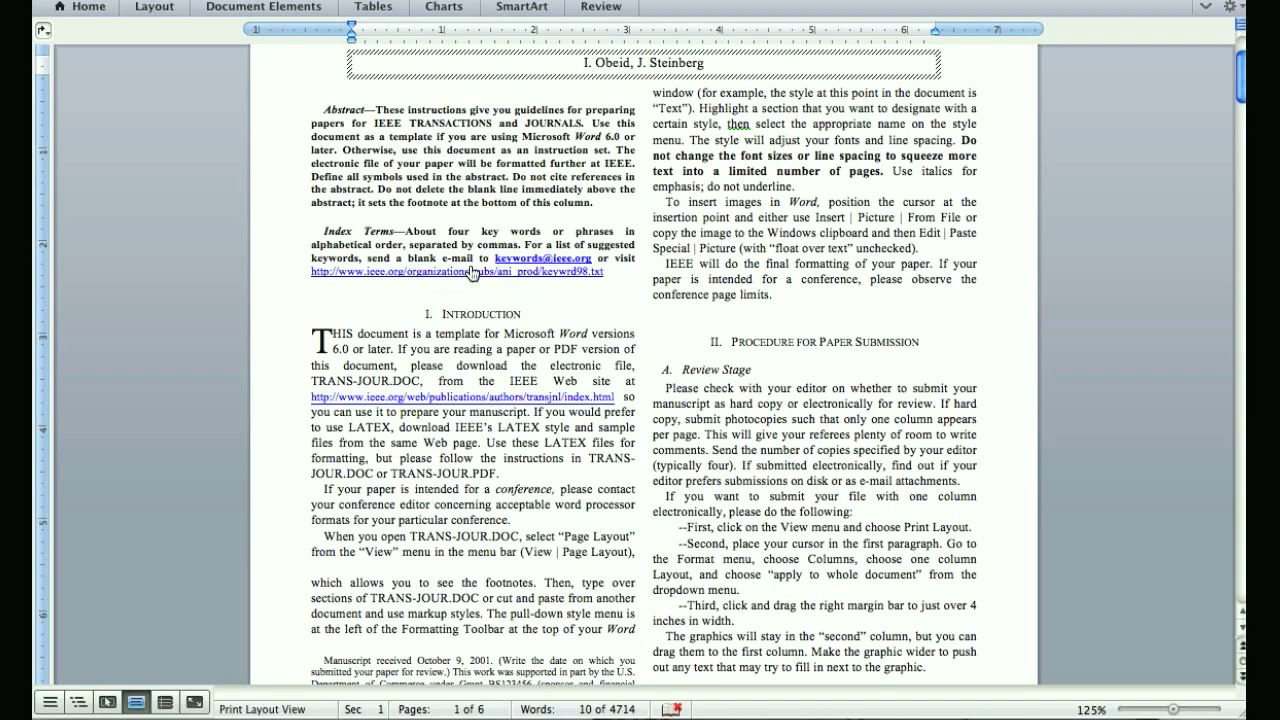 Home Layout Document Elements Tables Charts SmartArt Review
1 1 2 3 4 5 6 7
I. Obeid, J. Steinberg
Abstract—These instructions give you guidelines for preparing
papers for IEEE TRANSACTIONS and JOURNALS. Use this
document as a template if you are using Microsoft Word 6.0 or
later. Otherwise, use this document as an instruction set. The
electronic file of your paper will be formatted further at IEEE.
Define all symbols used in the abstract. Do not cite references in
the abstract. Do not delete the blank line immediately above the
abstract; it sets the footnote at the bottom of this column.
Index Terms—About four key words or phrases in
alphabetical order, separated by commas. For a list of suggested
keywords, send a blank e-mail to keywords@ieee.org or visit
http://www.ieee.org/organizations/pubs/ani_prod/keywrd98.txt
I. INTRODUCTION
THIS document is a template for Microsoft Word versions
6.0 or later. If you are reading a paper or PDF version of
this document, please download the electronic file,
TRANS-JOUR.DOC, from the IEEE Web site at
http://www.ieee.org/web/publications/authors/transjnl/index.html so
you can use it to prepare your manuscript. If you would prefer
to use LATEX, download IEEE's LATEX style and sample
files from the same Web page. Use these LATEX files for
formatting, but please follow the instructions in TRANS-
JOUR.DOC or TRANS-JOUR.PDF.
If your paper is intended for a conference, please contact
your conference editor concerning acceptable word processor
formats for your particular conference.
When you open TRANS-JOUR.DOC, select “Page Layout”
from the “View” menu in the menu bar (View | Page Layout),
which allows you to see the footnotes. Then, type over
sections of TRANS-JOUR.DOC or cut and paste from another
document and use markup styles. The pull-down style menu is
at the left of the Formatting Toolbar at the top of your Word
Manuscript received October 9, 2001. (Write the date on which you
submitted your paper for review.) This work was supported in part by the U.S.
Department of Commerce under Grant BS123456 (sponsor and financial
window (for example, the style at this point in the document is
“Text”). Highlight a section that you want to designate with a
certain style, then select the appropriate name on the style
menu. The style will adjust your fonts and line spacing. Do
not change the font sizes or line spacing to squeeze more
text into a limited number of pages. Use italics for
emphasis; do not underline.
To insert images in Word, position the cursor at the
insertion point and either use Insert | Picture | From File or
copy the image to the Windows clipboard and then Edit | Paste
Special | Picture (with “float over text” unchecked).
IEEE will do the final formatting of your paper. If your
paper is intended for a conference, please observe the
conference page limits.
II. PROCEDURE FOR PAPER SUBMISSION
A. Review Stage
Please check with your editor on whether to submit your
manuscript as hard copy or electronically for review. If hard
copy, submit photocopies such that only one column appears
per page. This will give your referees plenty of room to write
comments. Send the number of copies specified by your editor
(typically four). If submitted electronically, find out if your
editor prefers submissions on disk or as e-mail attachments.
If you want to submit your file with one column
electronically, please do the following:
--First, click on the View menu and choose Print Layout.
--Second, place your cursor in the first paragraph. Go to
the Format menu, choose Columns, choose one column
Layout, and choose “apply to whole document” from the
dropdown menu.
--Third, click and drag the right margin bar to just over 4
inches in width.
The graphics will stay in the “second” column, but you can
drag them to the first column. Make the graphic wider to push
out any text that may try to fill in next to the graphic.
1
2
3
4
5
6
Print Layout View Sec 1 Pages: 1 of 6 Words: 10 of 4714 125%